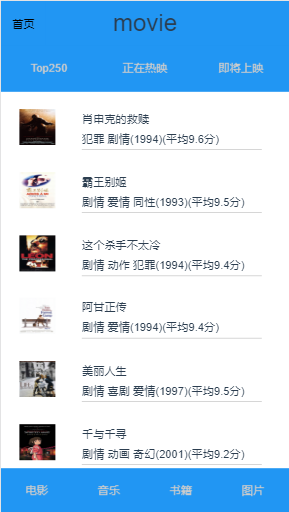 首页 movie
Top250 正在热映 即将上映
肖申克的救赎
犯罪 剧情(1994)(平均9.6分)
霸王别姬
剧情 爱情 同性(1993)(平均9.5分)
这个杀手不太冷
剧情 动作 犯罪(1994)(平均9.4分)
阿甘正传
剧情 爱情(1994)(平均9.4分)
美丽人生
剧情 喜剧 爱情(1997)(平均9.5分)
千与千寻
剧情 动画 奇幻(2001)(平均9.2分)
电影 音乐 书籍 图片